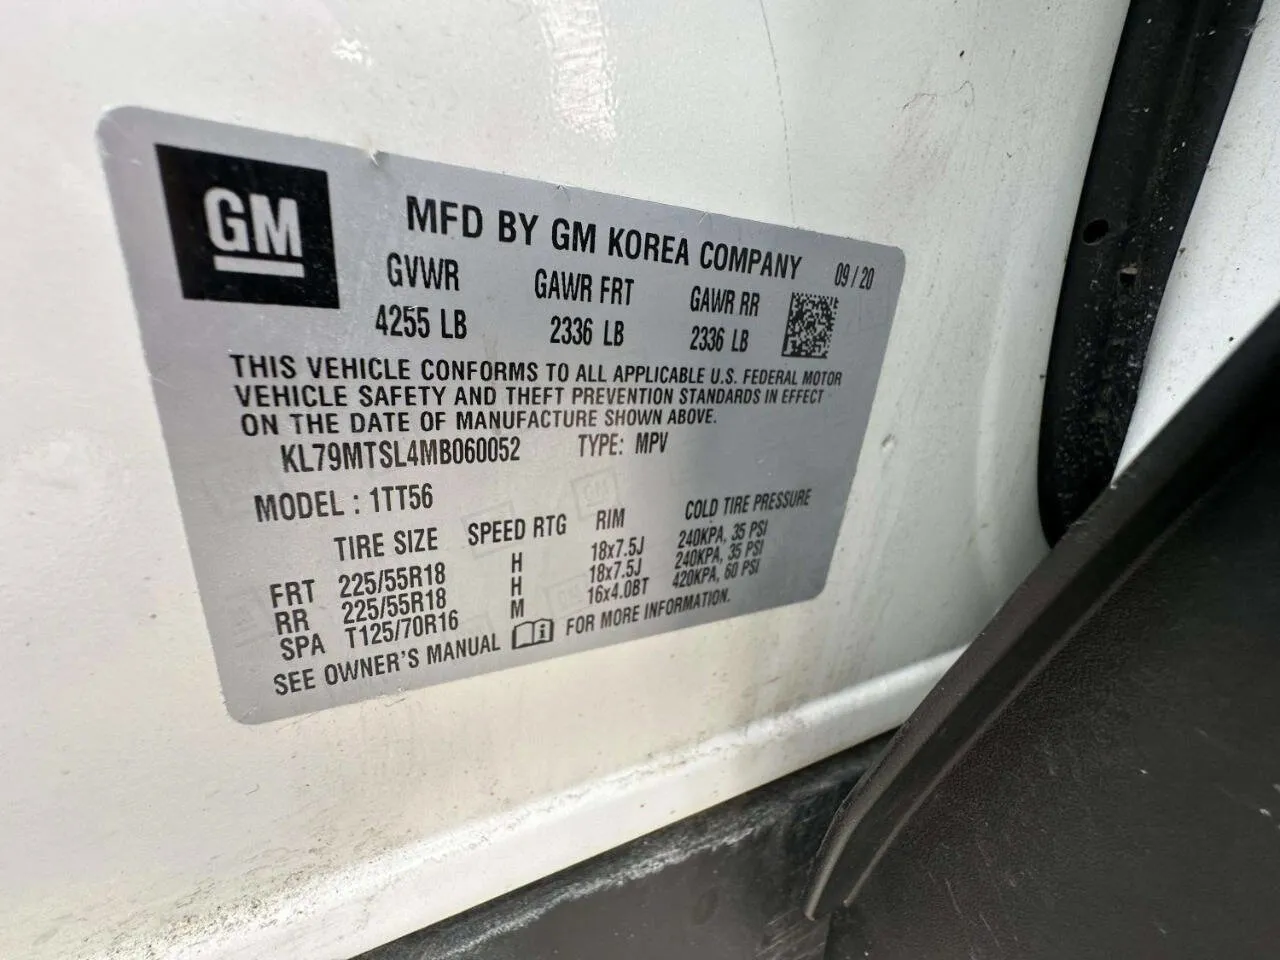 GM
MFD BY GM KOREA COMPANY 09/20
GVWR GAWR FRT GAWR RR
4255 LB 2336 LB 2336 LB
THIS VEHICLE CONFORMS TO ALL APPLICABLE U.S. FEDERAL MOTOR
VEHICLE SAFETY AND THEFT PREVENTION STANDARDS IN EFFECT
ON THE DATE OF MANUFACTURE SHOWN ABOVE.
KL79MTSL4MB060052 TYPE: MPV
MODEL : 1TT56
TIRE SIZE SPEED RTG RIM COLD TIRE PRESSURE
FRT 225/55R18 H 18x7.5J 240KPA, 35 PSI
RR 225/55R18 H 18x7.5J 240KPA, 35 PSI
SPA T125/70R16 M 16x4.0BT 420KPA, 60 PSI
SEE OWNER'S MANUAL FOR MORE INFORMATION.